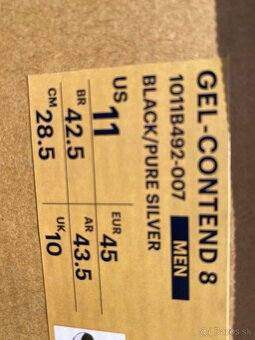 GEL-CONTEND 8
1011B492-007 MEN
BLACK/PURE SILVER
US 11 EUR 45
BR 42.5 AR 43.5
CM 28.5 UK 10